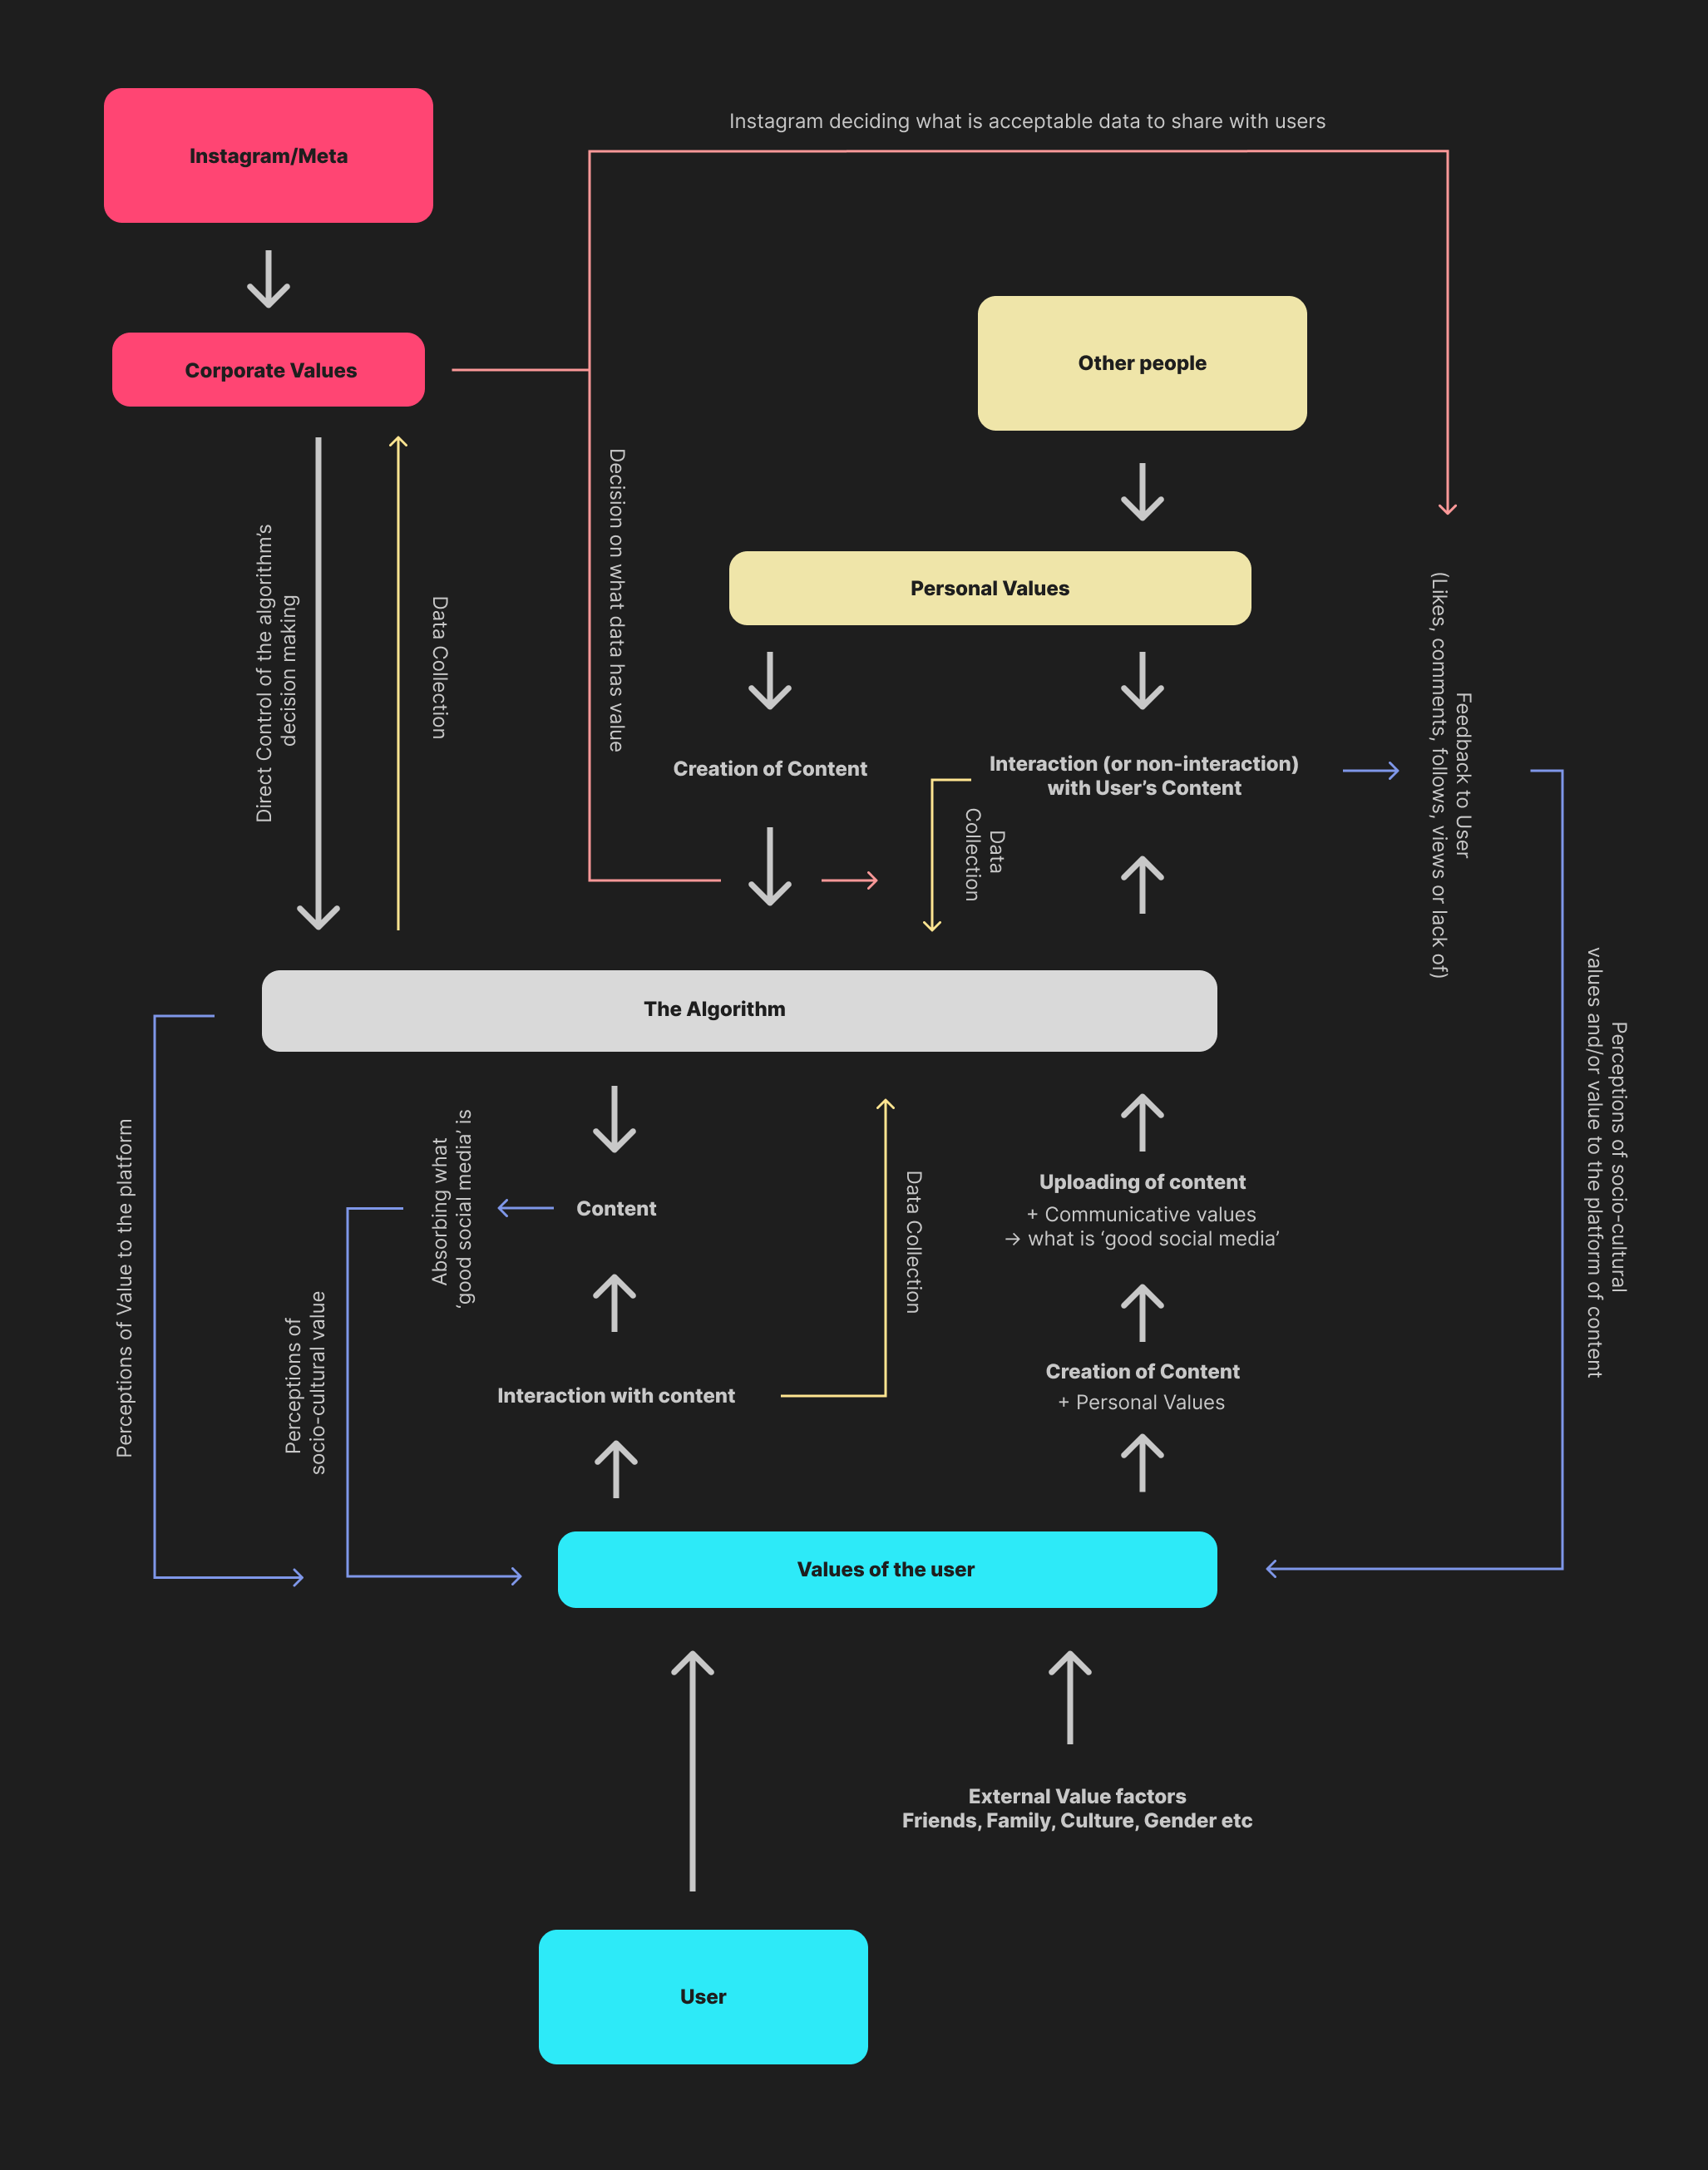 Instagram/Meta
Instagram deciding what is acceptable data to share with users
Corporate Values
Other people
Direct Control of the algorithm's
decision making
Data Collection
Decision on what data has value
Personal Values
Creation of Content
Interaction (or non-interaction)
with User's Content
Data
Collection
Feedback to User
(Likes, comments, follows, views or lack of)
The Algorithm
Perceptions of Value to the platform
Absorbing what
'good social media' is
Content
Perceptions of
socio-cultural value
Data Collection
Interaction with content
Uploading of content
+ Communicative values
→ what is 'good social media'
Creation of Content
+ Personal Values
Perceptions of socio-cultural
values and/or value to the platform of content
Values of the user
External Value factors
Friends, Family, Culture, Gender etc
User